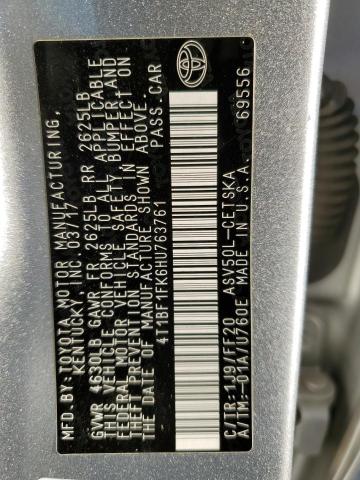 MFD.BY: TOYOTA MOTOR MANUFACTURING,
KENTUCKY, INC. 03/17
GVWR 4630LB GAWR FR 2625LB RR 2625LB
THIS VEHICLE CONFORMS TO ALL APPLICABLE
FEDERAL MOTOR VEHICLE SAFETY, BUMPER, AND
THEFT PREVENTION STANDARDS IN EFFECT ON
THE DATE OF MANUFACTURE SHOWN ABOVE.
4T1BF1FK6HU763761 PASS.CAR
C/TR:1J9/FF20 ASV50L-CETSKA
A/TM:-01A/U760E MADE IN U.S.A. 69556